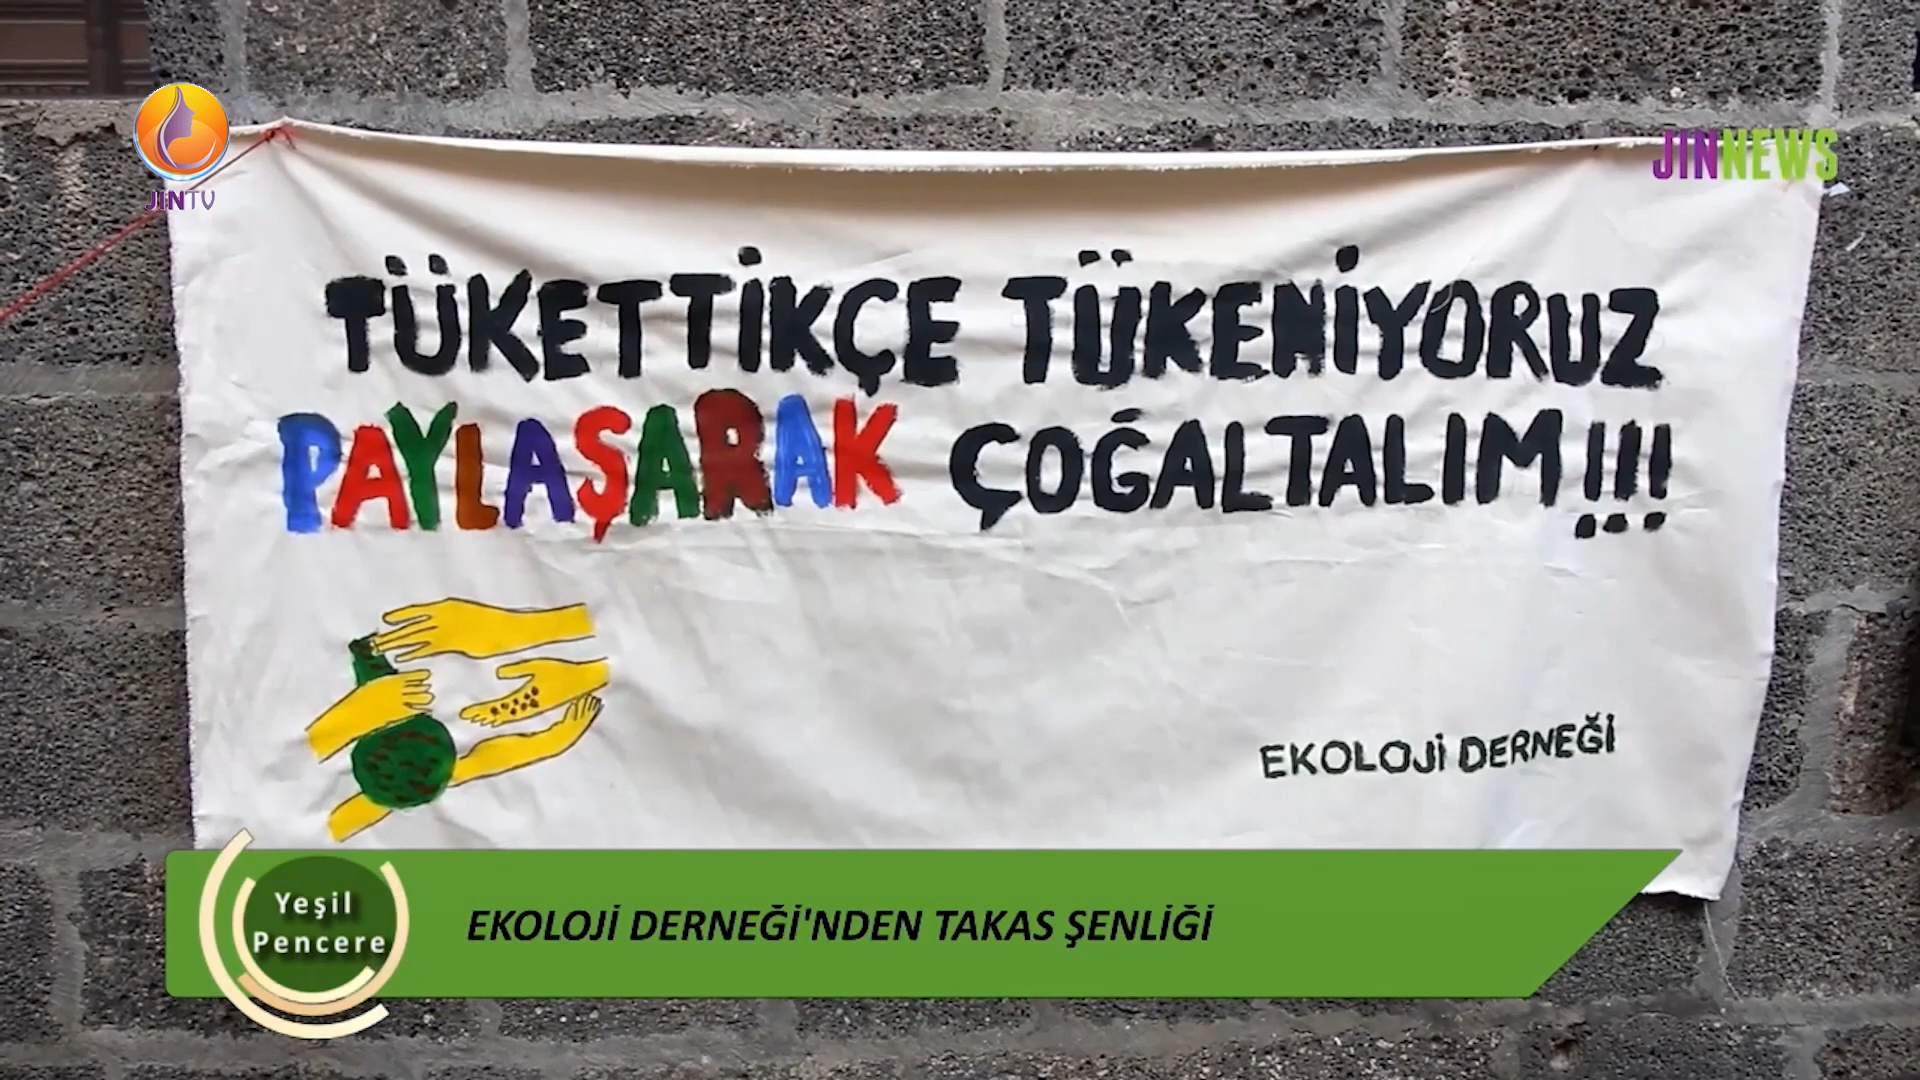 JINTV
JINNEWS
TÜKETTİKÇE TÜKENİYORUZ
PAYLAŞARAK ÇOĞALTALIM!!!
EKOLOJİ DERNEĞİ
Yeşil
Pencere
EKOLOJİ DERNEĞİ'NDEN TAKAS ŞENLİĞİ